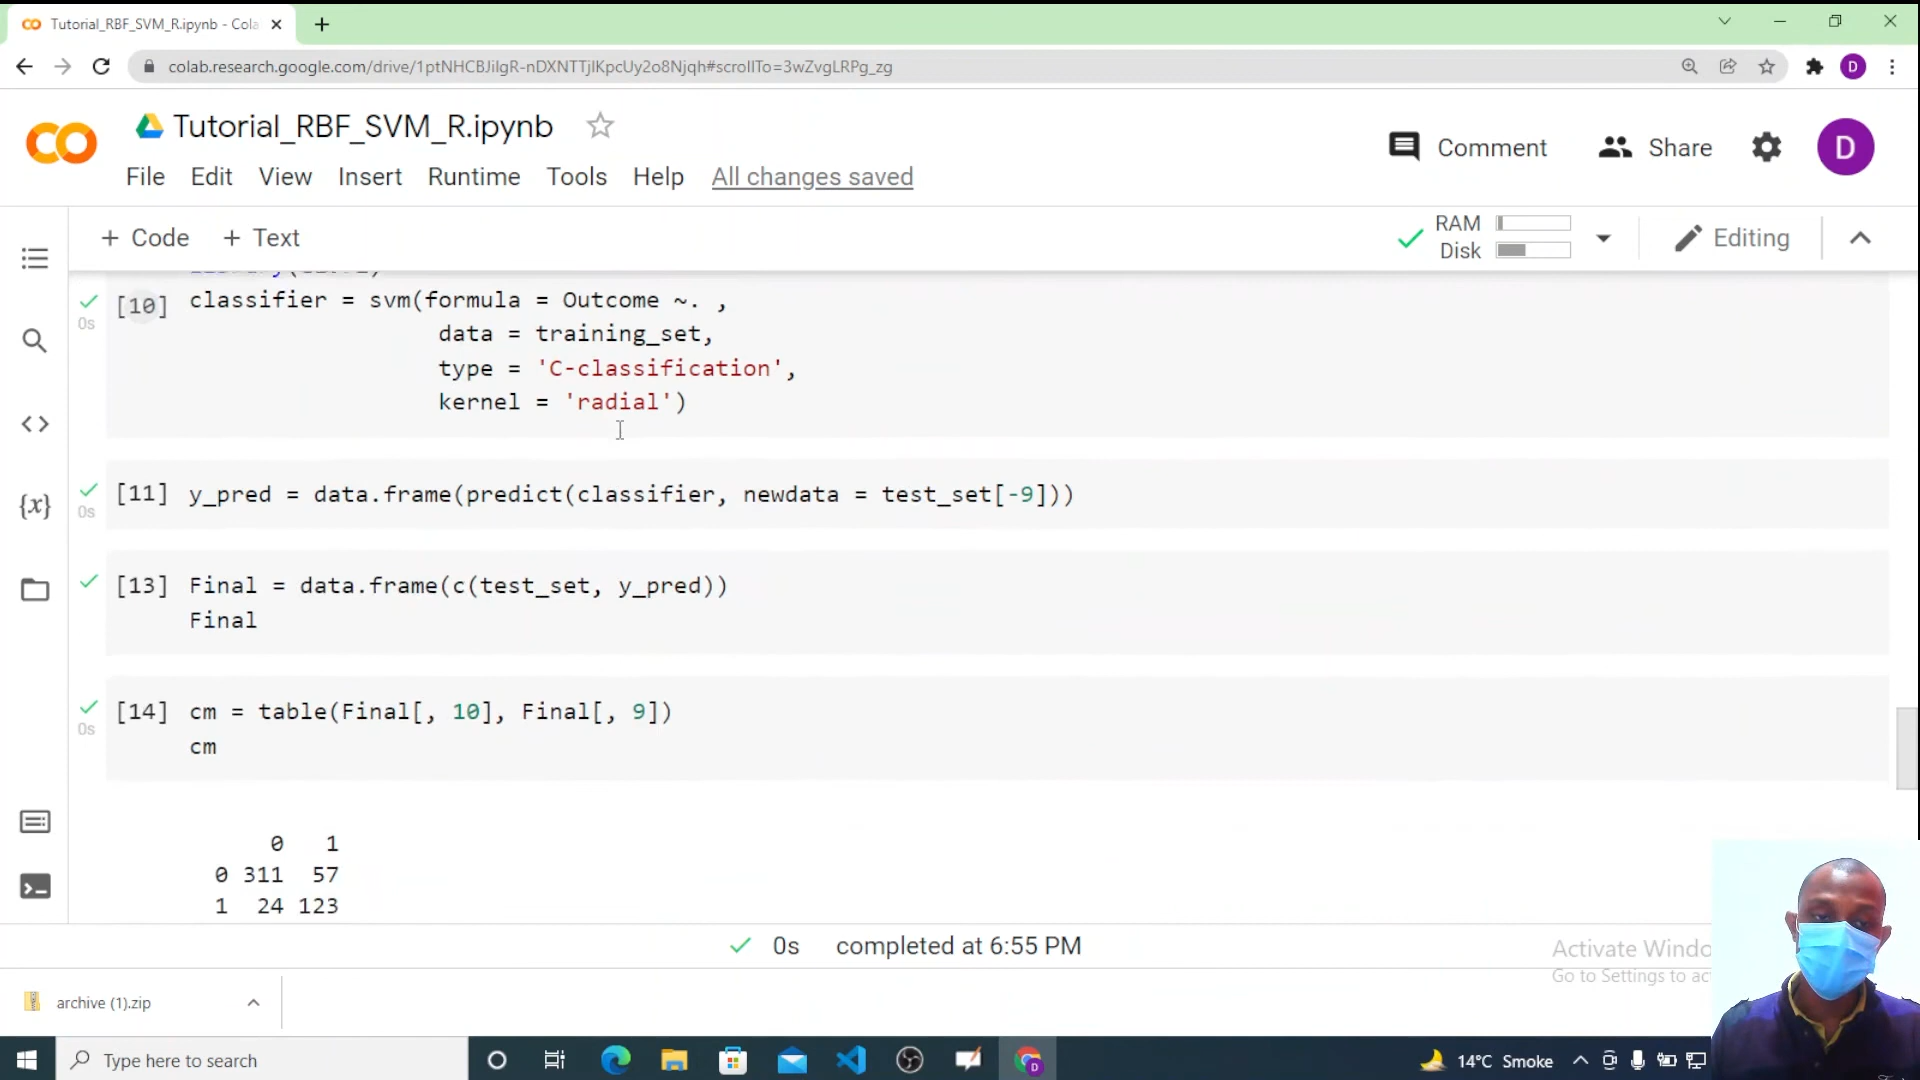 Tutorial_RBF_SVM_R.ipynb - Cola
colab.research.google.com/drive/1ptNHCBJiIgR-nDXNTTjIKpcUy2o8Njqh#scrollTo=3wZvgLRPg_zg
D
Tutorial_RBF_SVM_R.ipynb
Comment
Share
D
File Edit View Insert Runtime Tools Help All changes saved
+ Code + Text
RAM
Disk
Editing
[10] classifier = svm(formula = Outcome ~. ,
0s
data = training_set,
type = 'C-classification',
kernel = 'radial')
[11] y_pred = data.frame(predict(classifier, newdata = test_set[-9]))
0s
{x}
[13] Final = data.frame(c(test_set, y_pred))
Final
[14] cm = table(Final[, 10], Final[, 9])
0s
cm
0 1
0 311 57
1 24 123
0s completed at 6:55 PM
Activate Windo
Go to Settings to ac
archive (1).zip
Type here to search
D
14°C Smoke